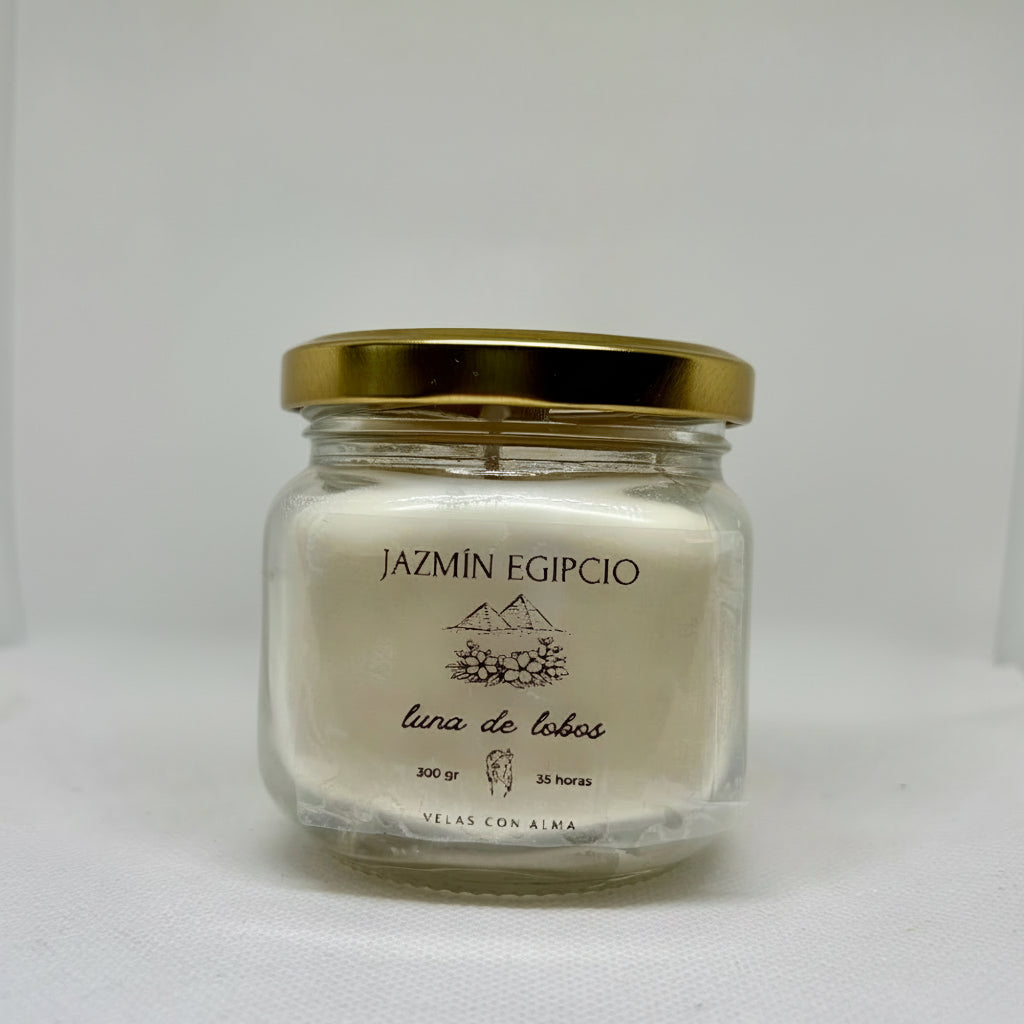 JAZMÍN EGIPCIO
luna de lobos
300 gr 35 horas
VELAS CON ALMA